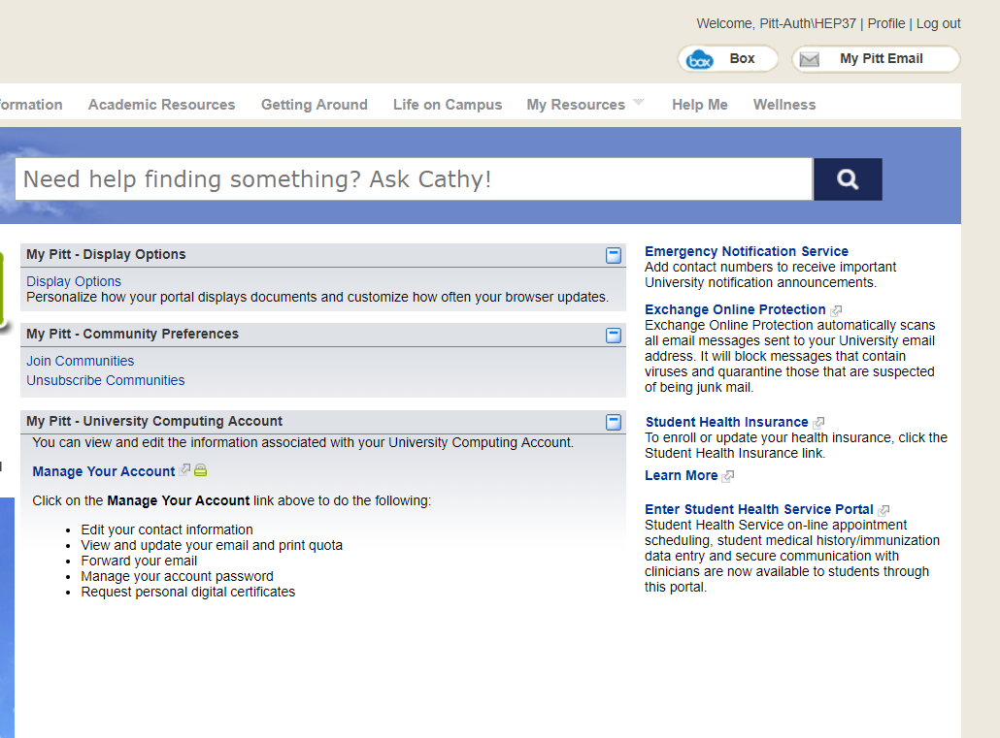 Welcome, Pitt-Auth\HEP37 | Profile | Log out
box Box My Pitt Email
formation Academic Resources Getting Around Life on Campus My Resources Help Me Wellness
Need help finding something? Ask Cathy!
My Pitt - Display Options
Display Options
Personalize how your portal displays documents and customize how often your browser updates.
My Pitt - Community Preferences
Join Communities
Unsubscribe Communities
My Pitt - University Computing Account
You can view and edit the information associated with your University Computing Account.
Manage Your Account
Click on the Manage Your Account link above to do the following:
• Edit your contact information
• View and update your email and print quota
• Forward your email
• Manage your account password
• Request personal digital certificates
Emergency Notification Service
Add contact numbers to receive important
University notification announcements.
Exchange Online Protection
Exchange Online Protection automatically scans
all email messages sent to your University email
address. It will block messages that contain
viruses and quarantine those that are suspected
of being junk mail.
Student Health Insurance
To enroll or update your health insurance, click the
Student Health Insurance link.
Learn More
Enter Student Health Service Portal
Student Health Service on-line appointment
scheduling, student medical history/immunization
data entry and secure communication with
clinicians are now available to students through
this portal.